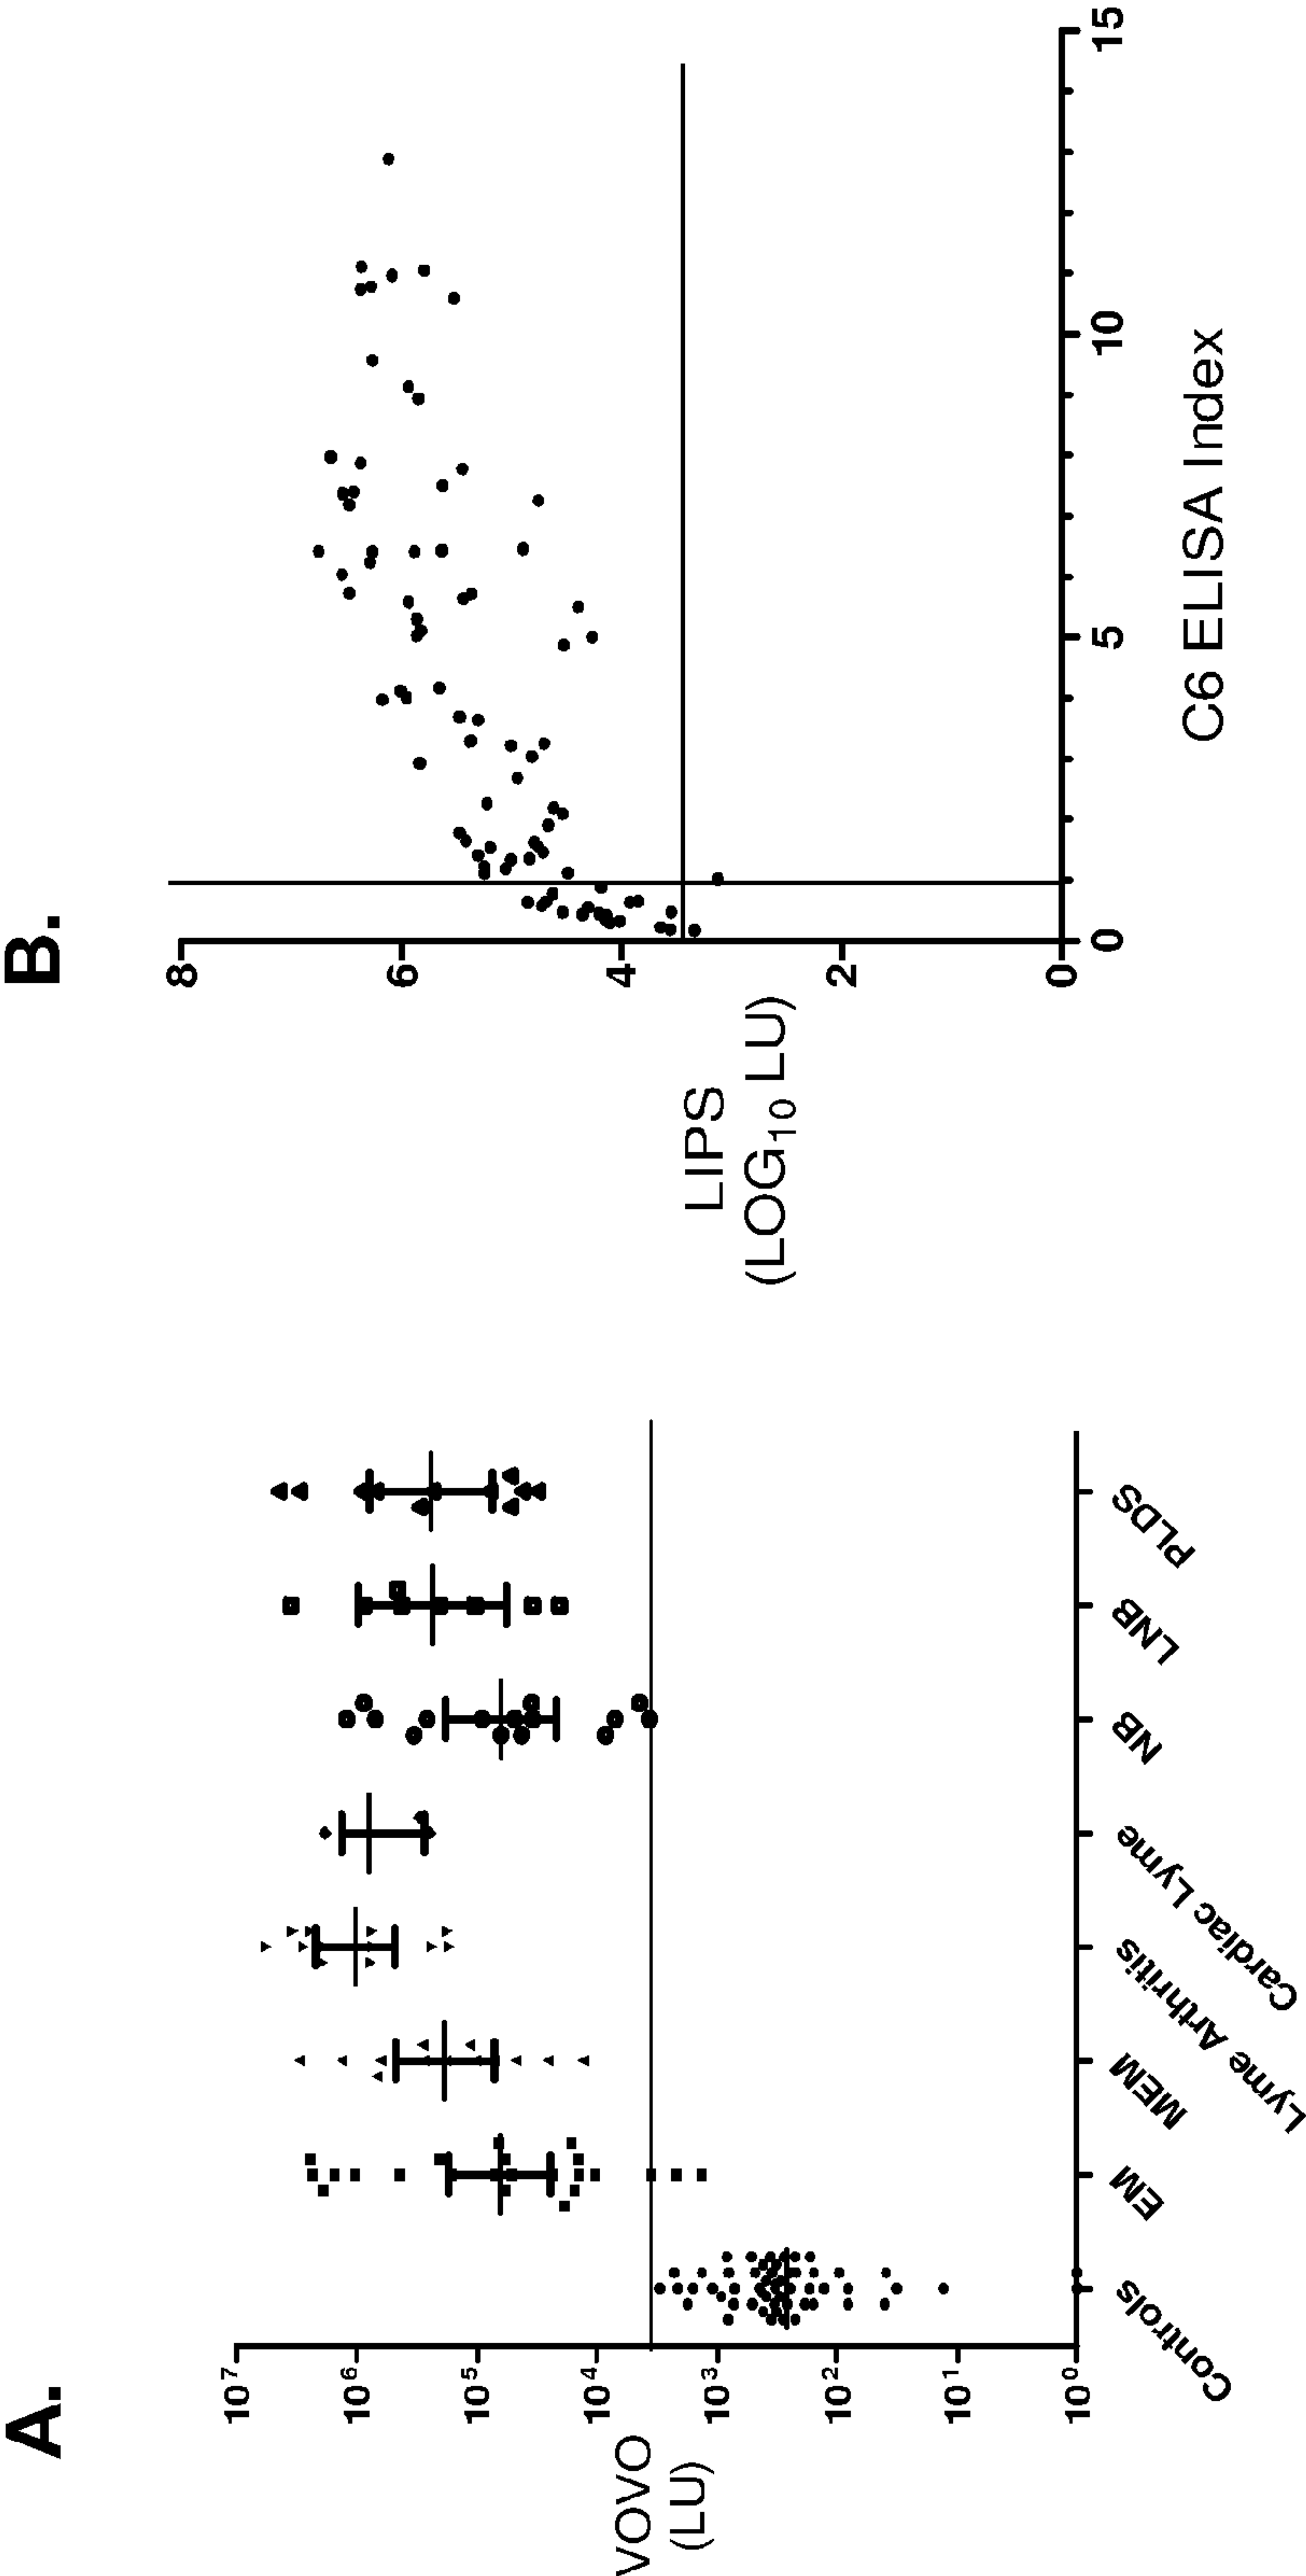 A.
VOVO
(LU)
10⁷
10⁶
10⁵
10⁴
10³
10²
10¹
10⁰
Controls
EM
MEM
Lyme Arthritis
Cardiac Lyme
NB
LNB
PLDS
B.
LIPS
(LOG₁₀ LU)
8
6
4
2
0
0
5
10
15
C6 ELISA Index